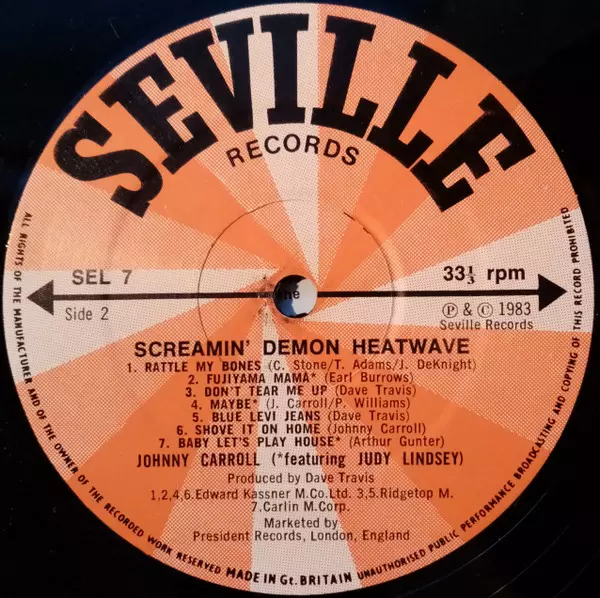 SEVILLE
RECORDS
SEL 7
33⅓ rpm
Side 2
Ⓟ & © 1983
Seville Records
SCREAMIN' DEMON HEATWAVE
1. RATTLE MY BONES (C. Stone/T. Adams/J. DeKnight)
2. FUJIYAMA MAMA* (Earl Burrows)
3. DON'T TEAR ME UP (Dave Travis)
4. MAYBE* (J. Carroll/P. Williams)
5. BLUE LEVI JEANS (Dave Travis)
6. SHOVE IT ON HOME (Johnny Carroll)
7. BABY LET'S PLAY HOUSE* (Arthur Gunter)
JOHNNY CARROLL (*featuring JUDY LINDSEY)
Produced by Dave Travis
1,2,4,6.Edward Kassner M.Co.Ltd. 3,5.Ridgetop M.
7.Carlin M.Corp.
Marketed by
President Records, London, England
ALL RIGHTS OF THE MANUFACTURER AND OF THE OWNER OF THE RECORDED WORK RESERVED MADE IN Gt. BRITAIN UNAUTHORISED PUBLIC PERFORMANCE BROADCASTING AND COPYING OF THIS RECORD PROHIBITED